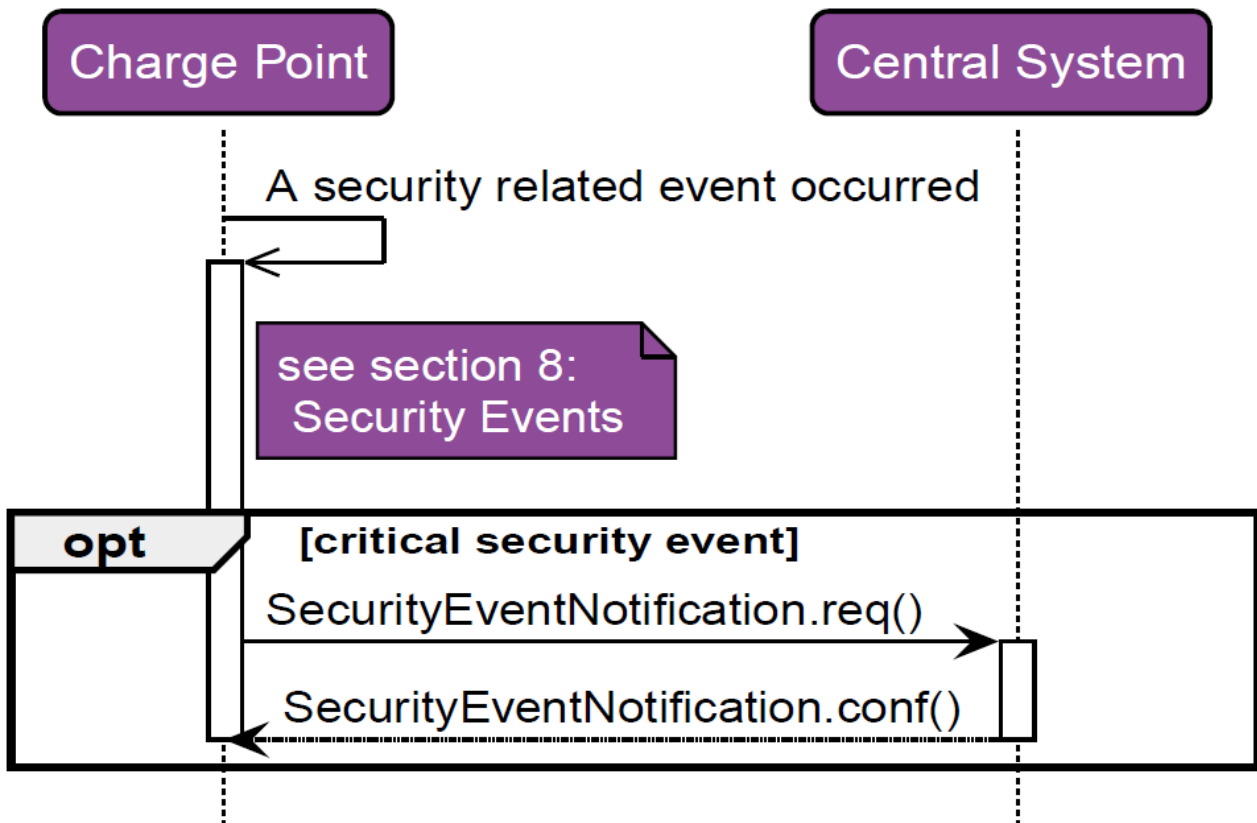 Charge Point
Central System
A security related event occurred
see section 8:
Security Events
opt
[critical security event]
SecurityEventNotification.req()
SecurityEventNotification.conf()